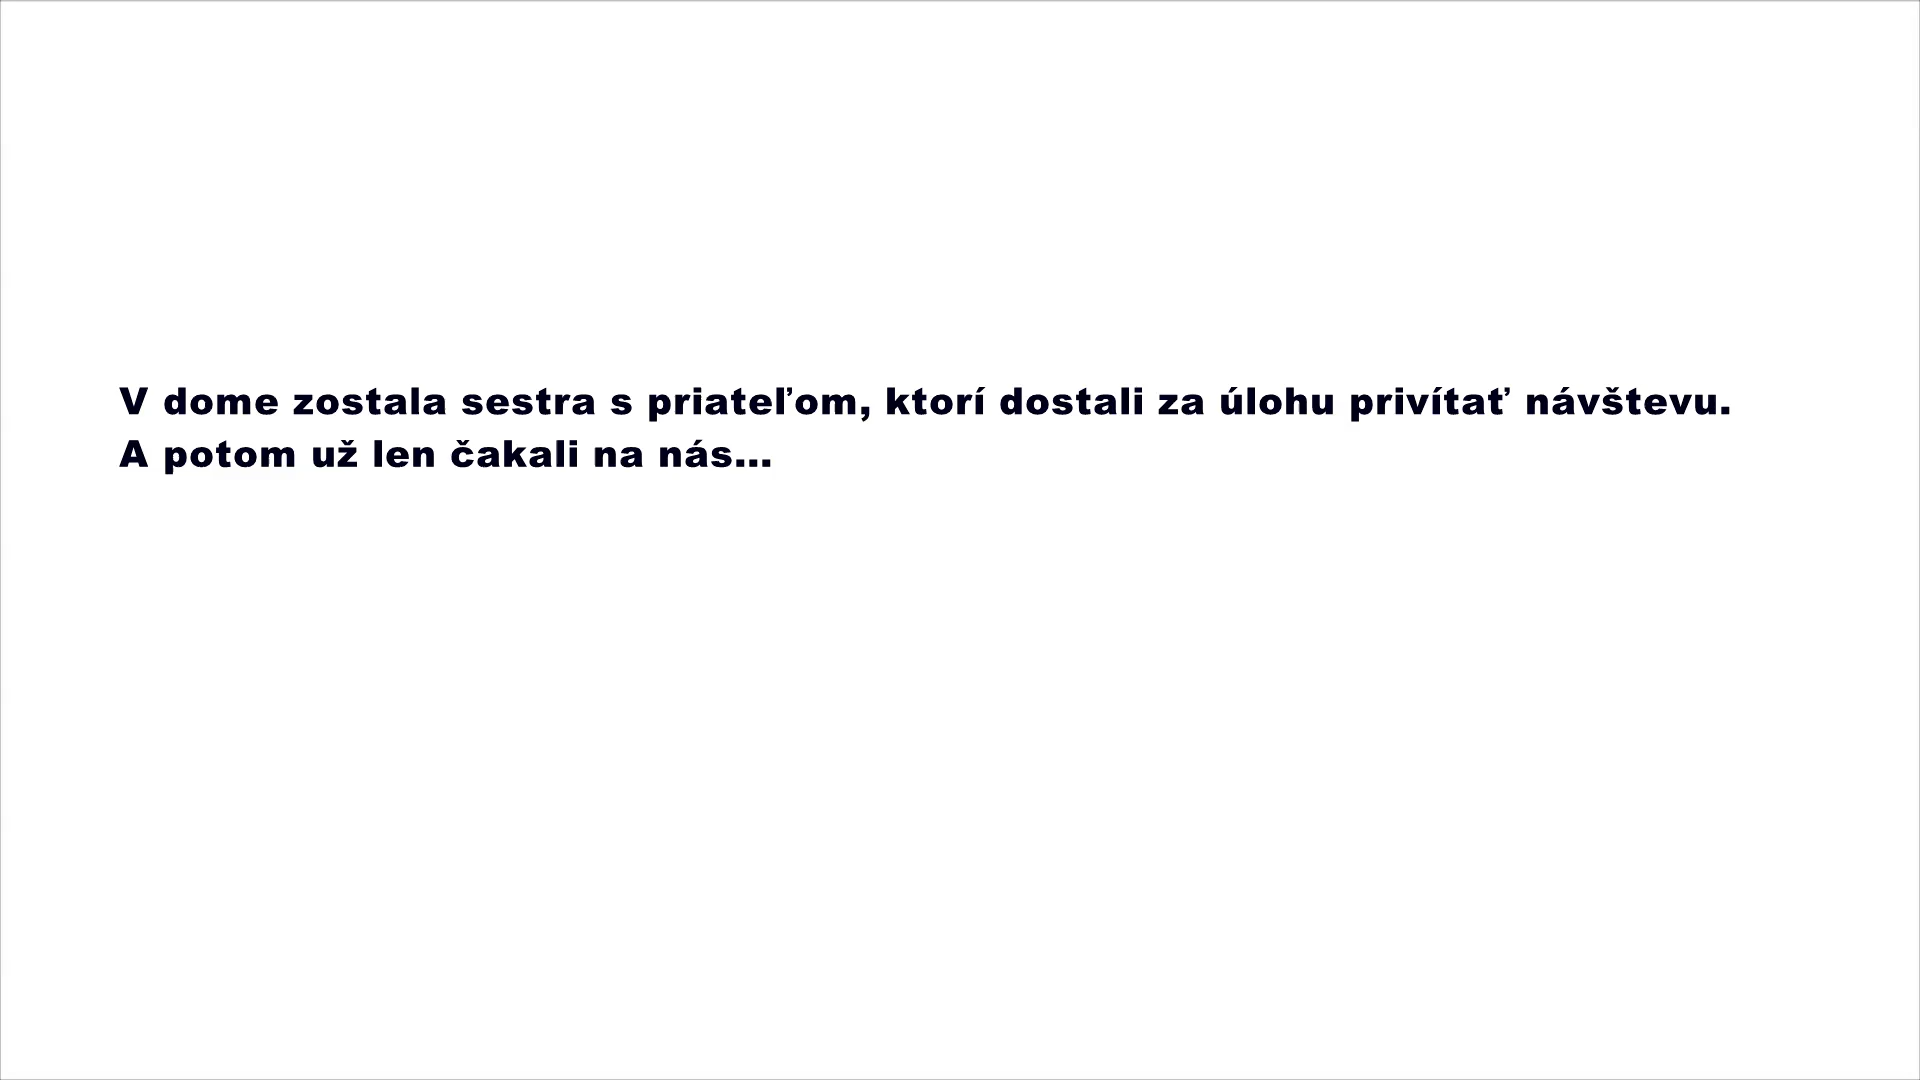 V dome zostala sestra s priateľom, ktorí dostali za úlohu privítať návštevu.
A potom už len čakali na nás...